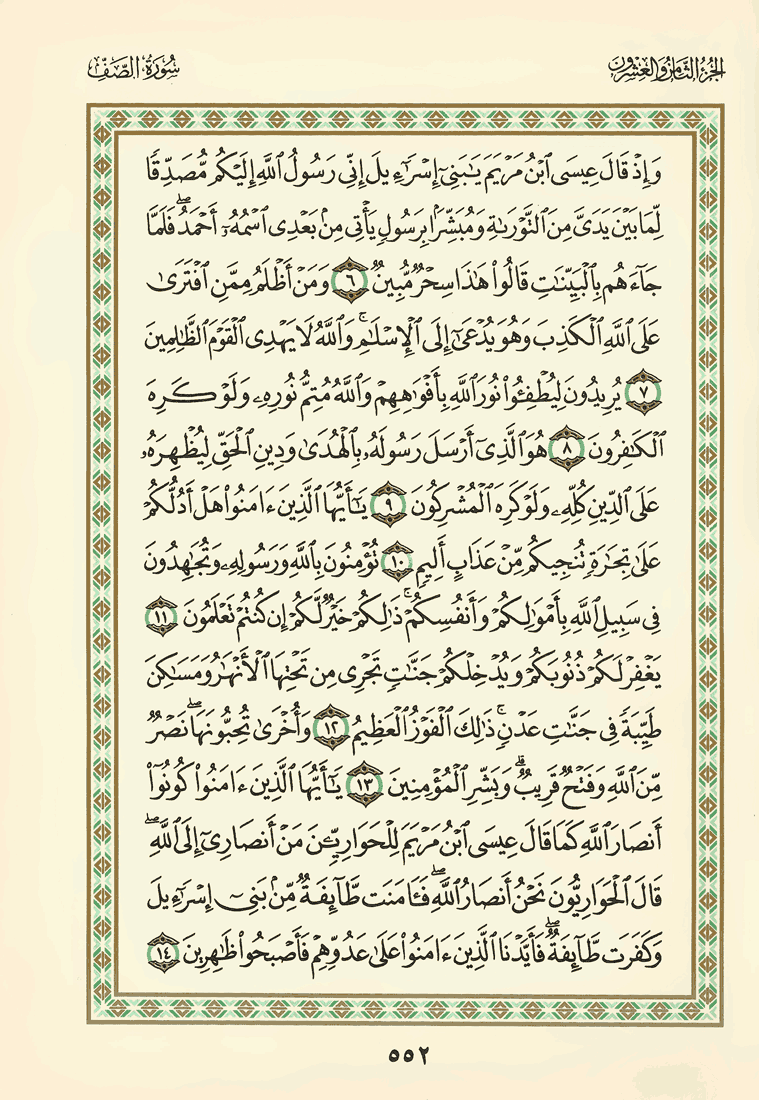 الجزء الثامن والعشرون
سورة الصف
وَإِذْ قَالَ عِيسَى ٱبْنُ مَرْيَمَ يَـٰبَنِىٓ إِسْرَٰٓءِيلَ إِنِّى رَسُولُ ٱللَّهِ إِلَيْكُم مُّصَدِّقًا
لِّمَا بَيْنَ يَدَىَّ مِنَ ٱلتَّوْرَىٰةِ وَمُبَشِّرًۢا بِرَسُولٍ يَأْتِى مِنۢ بَعْدِى ٱسْمُهُۥٓ أَحْمَدُ ۖ فَلَمَّا
جَآءَهُم بِٱلْبَيِّنَـٰتِ قَالُوا۟ هَـٰذَا سِحْرٌ مُّبِينٌ ٦ وَمَنْ أَظْلَمُ مِمَّنِ ٱفْتَرَىٰ
عَلَى ٱللَّهِ ٱلْكَذِبَ وَهُوَ يُدْعَىٰٓ إِلَى ٱلْإِسْلَـٰمِ ۚ وَٱللَّهُ لَا يَهْدِى ٱلْقَوْمَ ٱلظَّـٰلِمِينَ
٧ يُرِيدُونَ لِيُطْفِـُٔوا۟ نُورَ ٱللَّهِ بِأَفْوَٰهِهِمْ وَٱللَّهُ مُتِمُّ نُورِهِۦ وَلَوْ كَرِهَ
ٱلْكَـٰفِرُونَ ٨ هُوَ ٱلَّذِىٓ أَرْسَلَ رَسُولَهُۥ بِٱلْهُدَىٰ وَدِينِ ٱلْحَقِّ لِيُظْهِرَهُۥ
عَلَى ٱلدِّينِ كُلِّهِۦ وَلَوْ كَرِهَ ٱلْمُشْرِكُونَ ٩ يَـٰٓأَيُّهَا ٱلَّذِينَ ءَامَنُوا۟ هَلْ أَدُلُّكُمْ
عَلَىٰ تِجَـٰرَةٍ تُنجِيكُم مِّنْ عَذَابٍ أَلِيمٍ ١٠ تُؤْمِنُونَ بِٱللَّهِ وَرَسُولِهِۦ وَتُجَـٰهِدُونَ
فِى سَبِيلِ ٱللَّهِ بِأَمْوَٰلِكُمْ وَأَنفُسِكُمْ ۚ ذَٰلِكُمْ خَيْرٌ لَّكُمْ إِن كُنتُمْ تَعْلَمُونَ ١١
يَغْفِرْ لَكُمْ ذُنُوبَكُمْ وَيُدْخِلْكُمْ جَنَّـٰتٍ تَجْرِى مِن تَحْتِهَا ٱلْأَنْهَـٰرُ وَمَسَـٰكِنَ
طَيِّبَةً فِى جَنَّـٰتِ عَدْنٍ ۚ ذَٰلِكَ ٱلْفَوْزُ ٱلْعَظِيمُ ١٢ وَأُخْرَىٰ تُحِبُّونَهَا ۖ نَصْرٌ
مِّنَ ٱللَّهِ وَفَتْحٌ قَرِيبٌ ۗ وَبَشِّرِ ٱلْمُؤْمِنِينَ ١٣ يَـٰٓأَيُّهَا ٱلَّذِينَ ءَامَنُوا۟ كُونُوٓا۟
أَنصَارَ ٱللَّهِ كَمَا قَالَ عِيسَى ٱبْنُ مَرْيَمَ لِلْحَوَارِيِّـۧنَ مَنْ أَنصَارِىٓ إِلَى ٱللَّهِ ۖ
قَالَ ٱلْحَوَارِيُّونَ نَحْنُ أَنصَارُ ٱللَّهِ ۖ فَـَٔامَنَت طَّآئِفَةٌ مِّنۢ بَنِىٓ إِسْرَٰٓءِيلَ
وَكَفَرَت طَّآئِفَةٌ ۖ فَأَيَّدْنَا ٱلَّذِينَ ءَامَنُوا۟ عَلَىٰ عَدُوِّهِمْ فَأَصْبَحُوا۟ ظَـٰهِرِينَ ١٤
٥٥٢